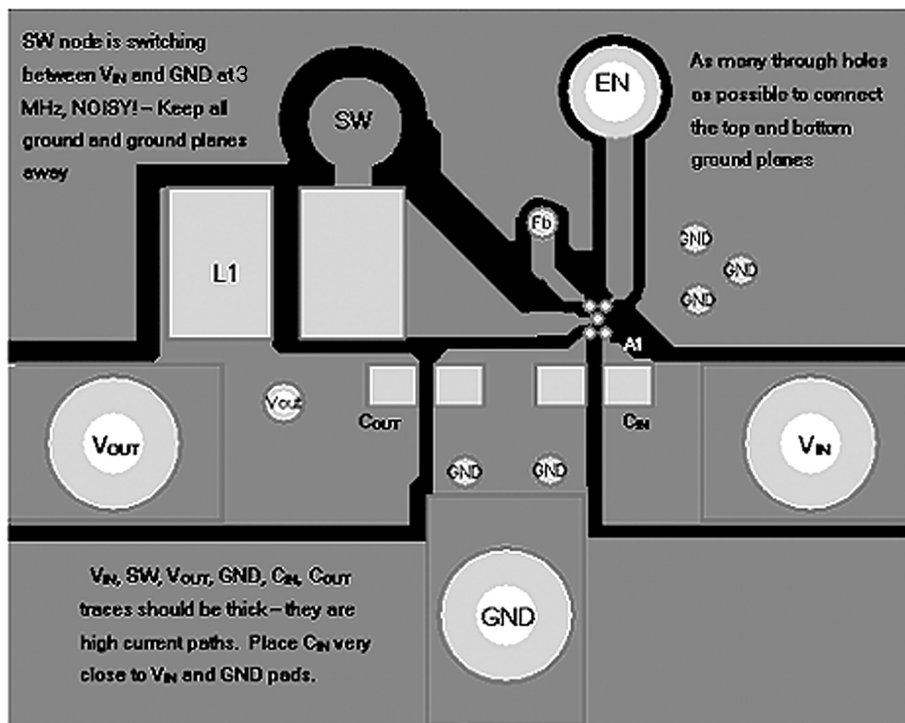 SW node is switching
between VIN and GND at 3
MHz, NOISY! – Keep all
ground and ground planes
away
SW
EN
As many through holes
as possible to connect
the top and bottom
ground planes
Fb
GND
GND
GND
L1
A1
VOUT
Vout
COUT
CIN
VIN
GND
GND
VIN, SW, VOUT, GND, CIN, COUT
traces should be thick – they are
high current paths. Place CIN very
close to VIN and GND pads.
GND